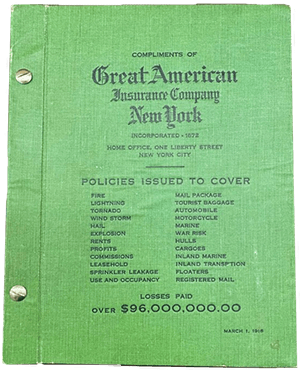 COMPLIMENTS OF
Great American
Insurance Company
New York
INCORPORATED - 1872
HOME OFFICE, ONE LIBERTY STREET
NEW YORK CITY
POLICIES ISSUED TO COVER
FIRE
LIGHTNING
TORNADO
WIND STORM
HAIL
EXPLOSION
RENTS
PROFITS
COMMISSIONS
LEASEHOLD
SPRINKLER LEAKAGE
USE AND OCCUPANCY
MAIL PACKAGE
TOURIST BAGGAGE
AUTOMOBILE
MOTORCYCLE
MARINE
WAR RISK
HULLS
CARGOES
INLAND MARINE
INLAND TRANSP'TION
FLOATERS
REGISTERED MAIL
LOSSES PAID
OVER $96,000,000.00
MARCH 1,